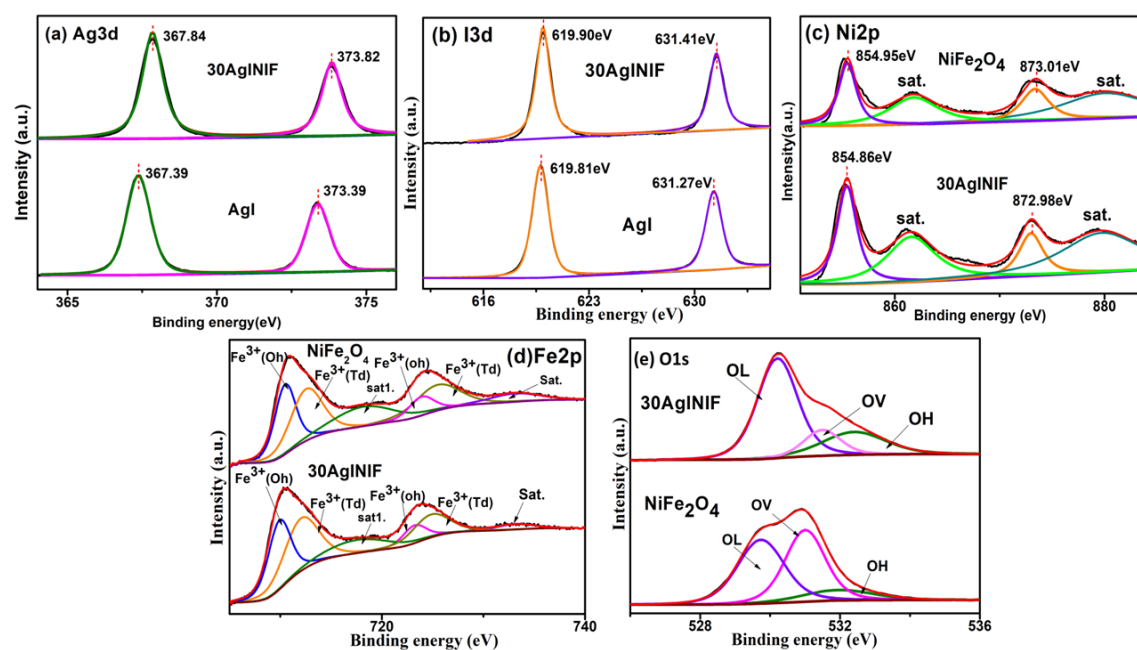 (a) Ag3d
367.84
373.82
30AgINIF
367.39
373.39
AgI
Intensity (a.u.)
365
370
375
Binding energy(eV)
(b) I3d
619.90eV
631.41eV
30AgINIF
619.81eV
631.27eV
AgI
Intensity (a.u.)
616
623
630
Binding energy (eV)
(c) Ni2p
NiFe2O4
854.95eV
873.01eV
sat.
sat.
854.86eV
30AgINIF
872.98eV
sat.
sat.
Intensity(a.u.)
860
880
Binding energy (eV)
(d)Fe2p
NiFe2O4
Fe3+(Oh)
Fe3+(Td)
sat1.
Fe3+(oh)
Fe3+(Td)
Sat.
30AgINIF
Fe3+(Oh)
Fe3+(Td)
sat1.
Fe3+(oh)
Fe3+(Td)
Sat.
Intensity (a.u.)
720
740
Binding energy (eV)
(e) O1s
OL
30AgINIF
OV
OH
NiFe2O4
OV
OL
OH
Intensity (a.u.)
528
532
536
Binding energy (eV)